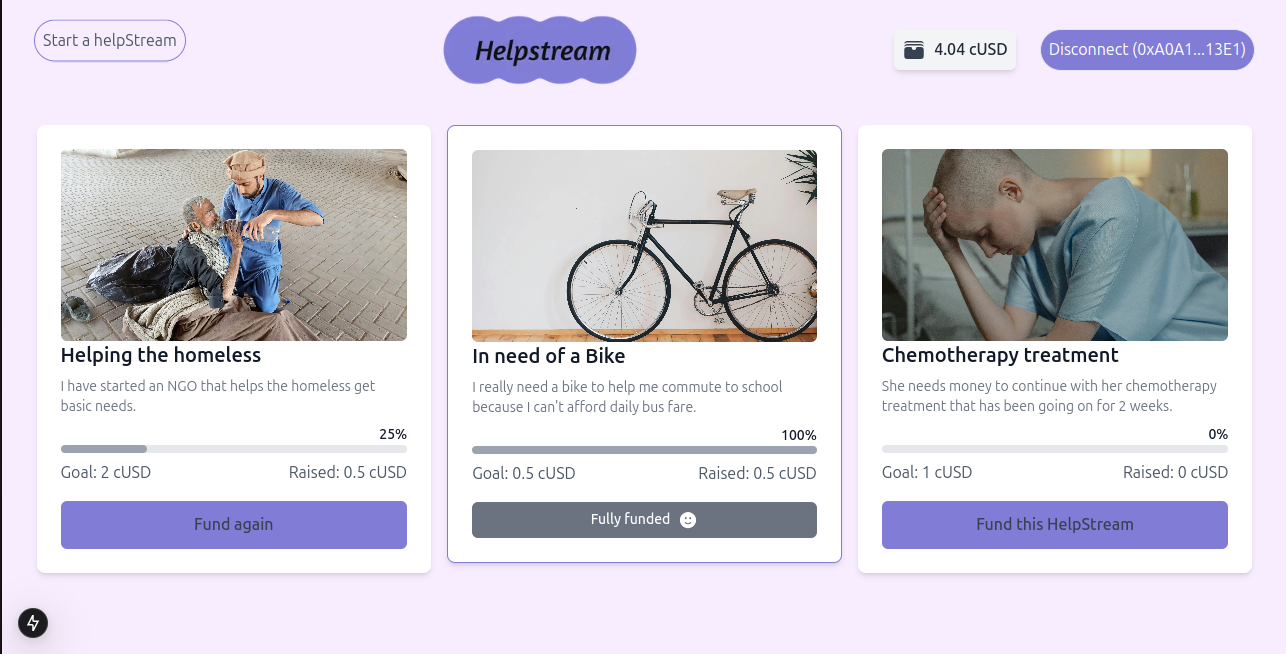 Start a helpStream
Helpstream
4.04 cUSD
Disconnect (0xA0A1...13E1)
Helping the homeless
I have started an NGO that helps the homeless get
basic needs.
25%
Goal: 2 cUSD
Raised: 0.5 cUSD
Fund again
In need of a Bike
I really need a bike to help me commute to school
because I can't afford daily bus fare.
100%
Goal: 0.5 cUSD
Raised: 0.5 cUSD
Fully funded
Chemotherapy treatment
She needs money to continue with her chemotherapy
treatment that has been going on for 2 weeks.
0%
Goal: 1 cUSD
Raised: 0 cUSD
Fund this HelpStream